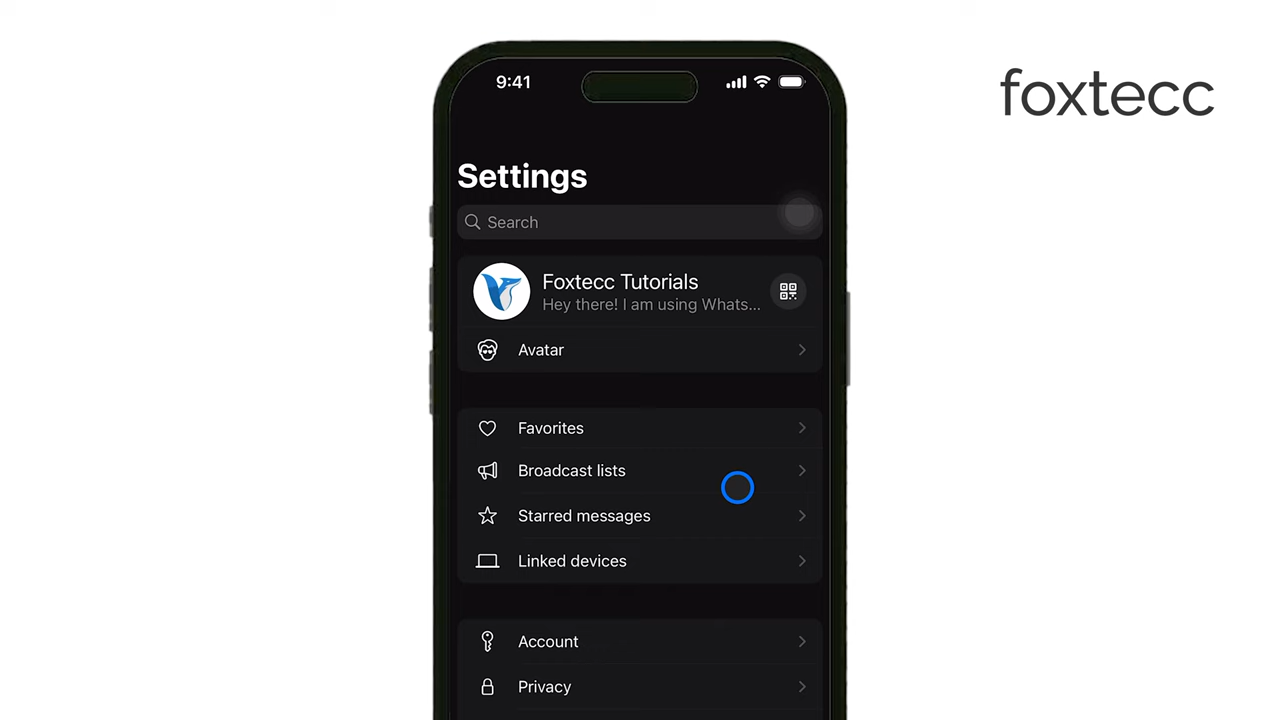 foxtecc
9:41
Settings
Search
Foxtecc Tutorials
Hey there! I am using Whats...
Avatar
Favorites
Broadcast lists
Starred messages
Linked devices
Account
Privacy